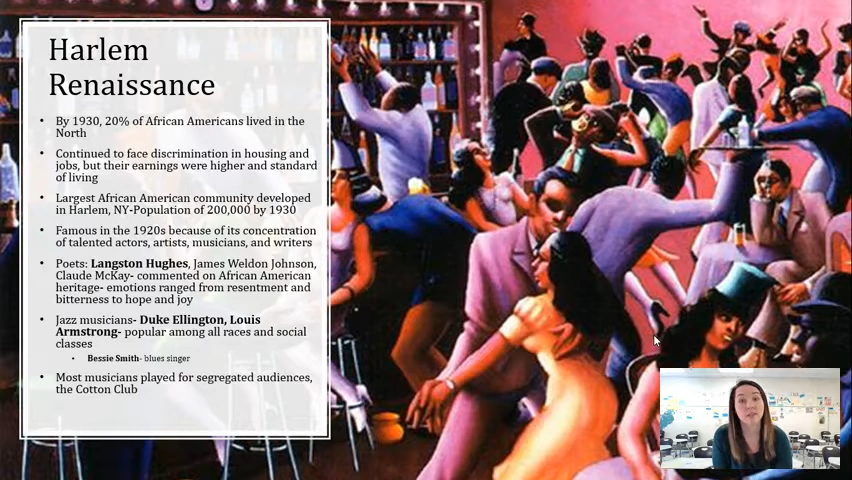 Harlem
Renaissance
• By 1930, 20% of African Americans lived in the
North
• Continued to face discrimination in housing and
jobs, but their earnings were higher and standard
of living
• Largest African American community developed
in Harlem, NY-Population of 200,000 by 1930
• Famous in the 1920s because of its concentration
of talented actors, artists, musicians, and writers
• Poets: Langston Hughes, James Weldon Johnson,
Claude McKay- commented on African American
heritage- emotions ranged from resentment and
bitterness to hope and joy
• Jazz musicians- Duke Ellington, Louis
Armstrong- popular among all races and social
classes
• Bessie Smith- blues singer
• Most musicians played for segregated audiences,
the Cotton Club